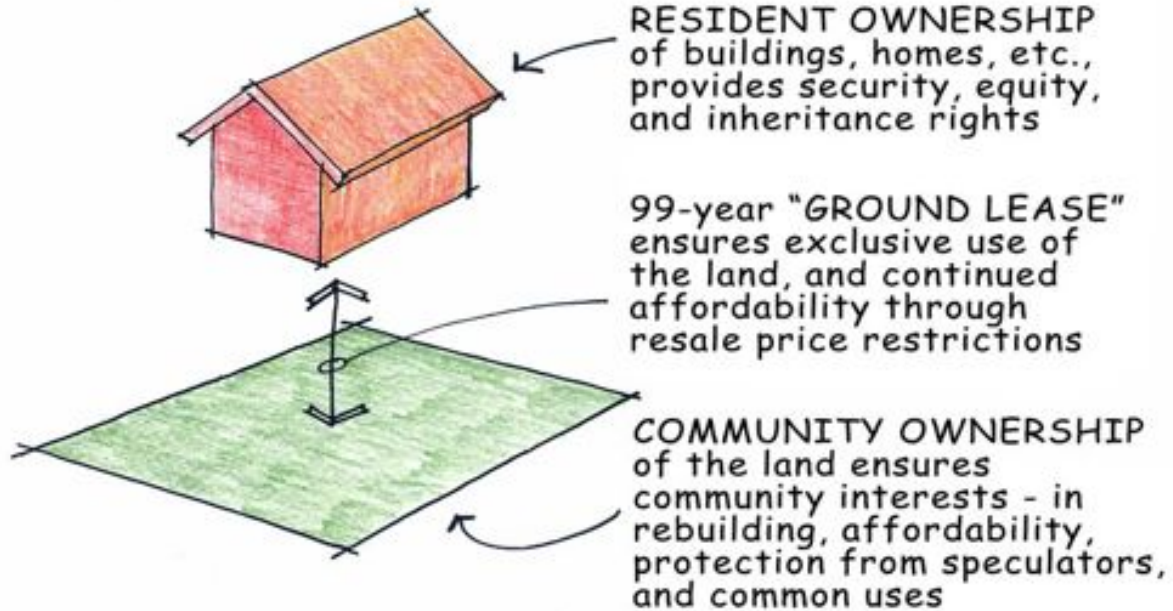 RESIDENT OWNERSHIP
of buildings, homes, etc.,
provides security, equity,
and inheritance rights
99-year “GROUND LEASE”
ensures exclusive use of
the land, and continued
affordability through
resale price restrictions
COMMUNITY OWNERSHIP
of the land ensures
community interests - in
rebuilding, affordability,
protection from speculators,
and common uses